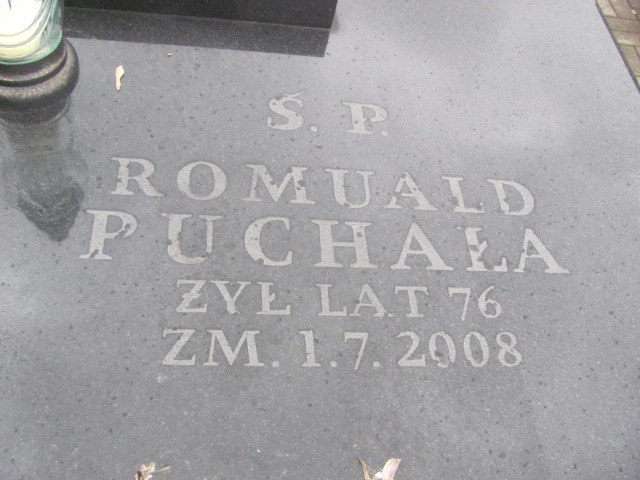 Ś. P.
ROMUALD
PUCHAŁA
ŻYŁ LAT 76
ZM. 1.7. 2008